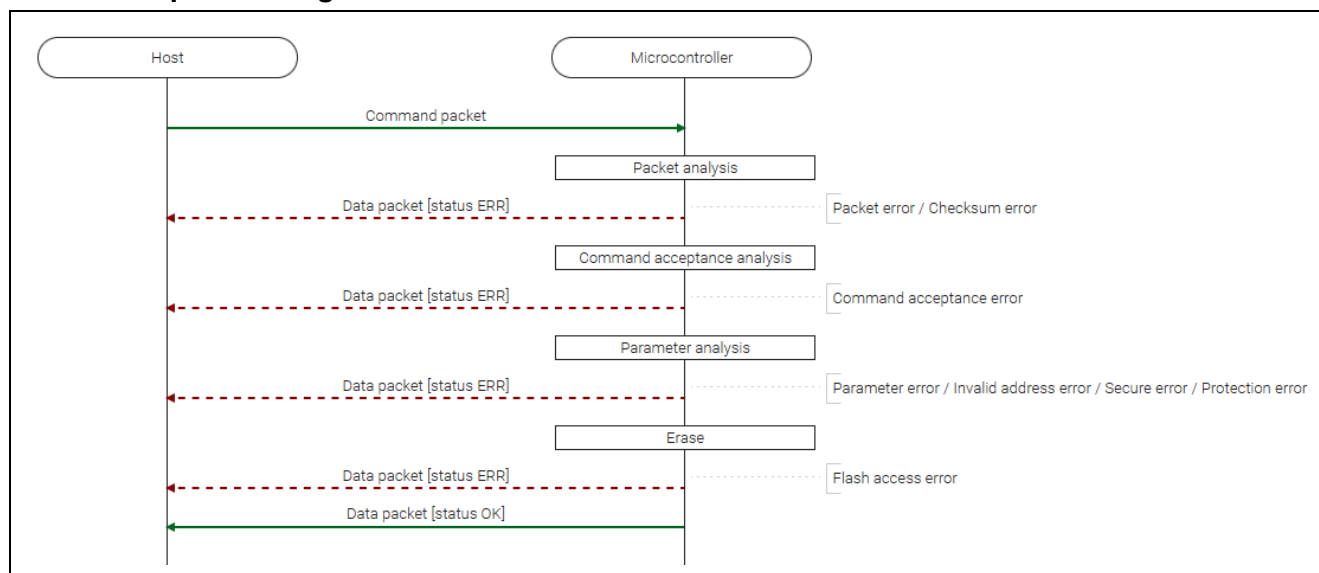 Host
Microcontroller
Command packet
Packet analysis
Data packet [status ERR]
Packet error / Checksum error
Command acceptance analysis
Data packet [status ERR]
Command acceptance error
Parameter analysis
Data packet [status ERR]
Parameter error / Invalid address error / Secure error / Protection error
Erase
Data packet [status ERR]
Flash access error
Data packet [status OK]